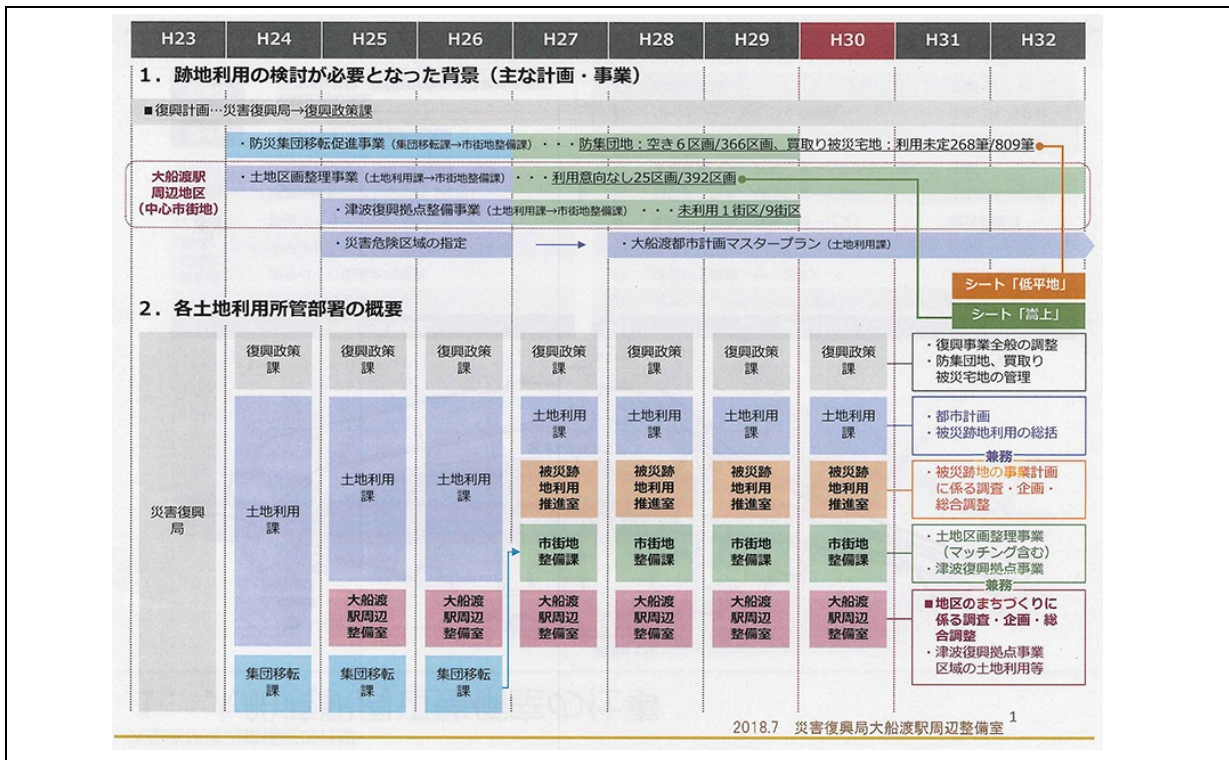 H23 H24 H25 H26 H27 H28 H29 H30 H31 H32
1．跡地利用の検討が必要となった背景（主な計画・事業）
■復興計画…災害復興局→復興政策課
・防災集団移転促進事業（集団移転課→市街地整備課）・・・防集団地：空き６区画/366区画、買取り被災宅地：利用未定268筆/809筆
大船渡駅
周辺地区
（中心市街地）
・土地区画整理事業（土地利用課→市街地整備課）・・・利用意向なし25区画/392区画
・津波復興拠点整備事業（土地利用課→市街地整備課）・・・未利用１街区/9街区
・災害危険区域の指定
・大船渡都市計画マスタープラン（土地利用課）
シート「低平地」
シート「嵩上」
2．各土地利用所管部署の概要
災害復興
局
復興政策
課
土地利用
課
集団移転
課
復興政策
課
土地利用
課
大船渡
駅周辺
整備室
集団移転
課
復興政策
課
土地利用
課
大船渡
駅周辺
整備室
集団移転
課
復興政策
課
土地利用
課
被災跡
地利用
推進室
市街地
整備課
大船渡
駅周辺
整備室
復興政策
課
土地利用
課
被災跡
地利用
推進室
市街地
整備課
大船渡
駅周辺
整備室
復興政策
課
土地利用
課
被災跡
地利用
推進室
市街地
整備課
大船渡
駅周辺
整備室
復興政策
課
土地利用
課
被災跡
地利用
推進室
市街地
整備課
大船渡
駅周辺
整備室
・復興事業全般の調整
・防集団地、買取り
被災宅地の管理
・都市計画
・被災跡地利用の総括
兼務
・被災跡地の事業計画
に係る調査・企画・
総合調整
・土地区画整理事業
（マッチング含む）
・津波復興拠点事業
兼務
■地区のまちづくりに
係る調査・企画・総
合調整
・津波復興拠点事業
区域の土地利用等
2018.7 災害復興局大船渡駅周辺整備室
1